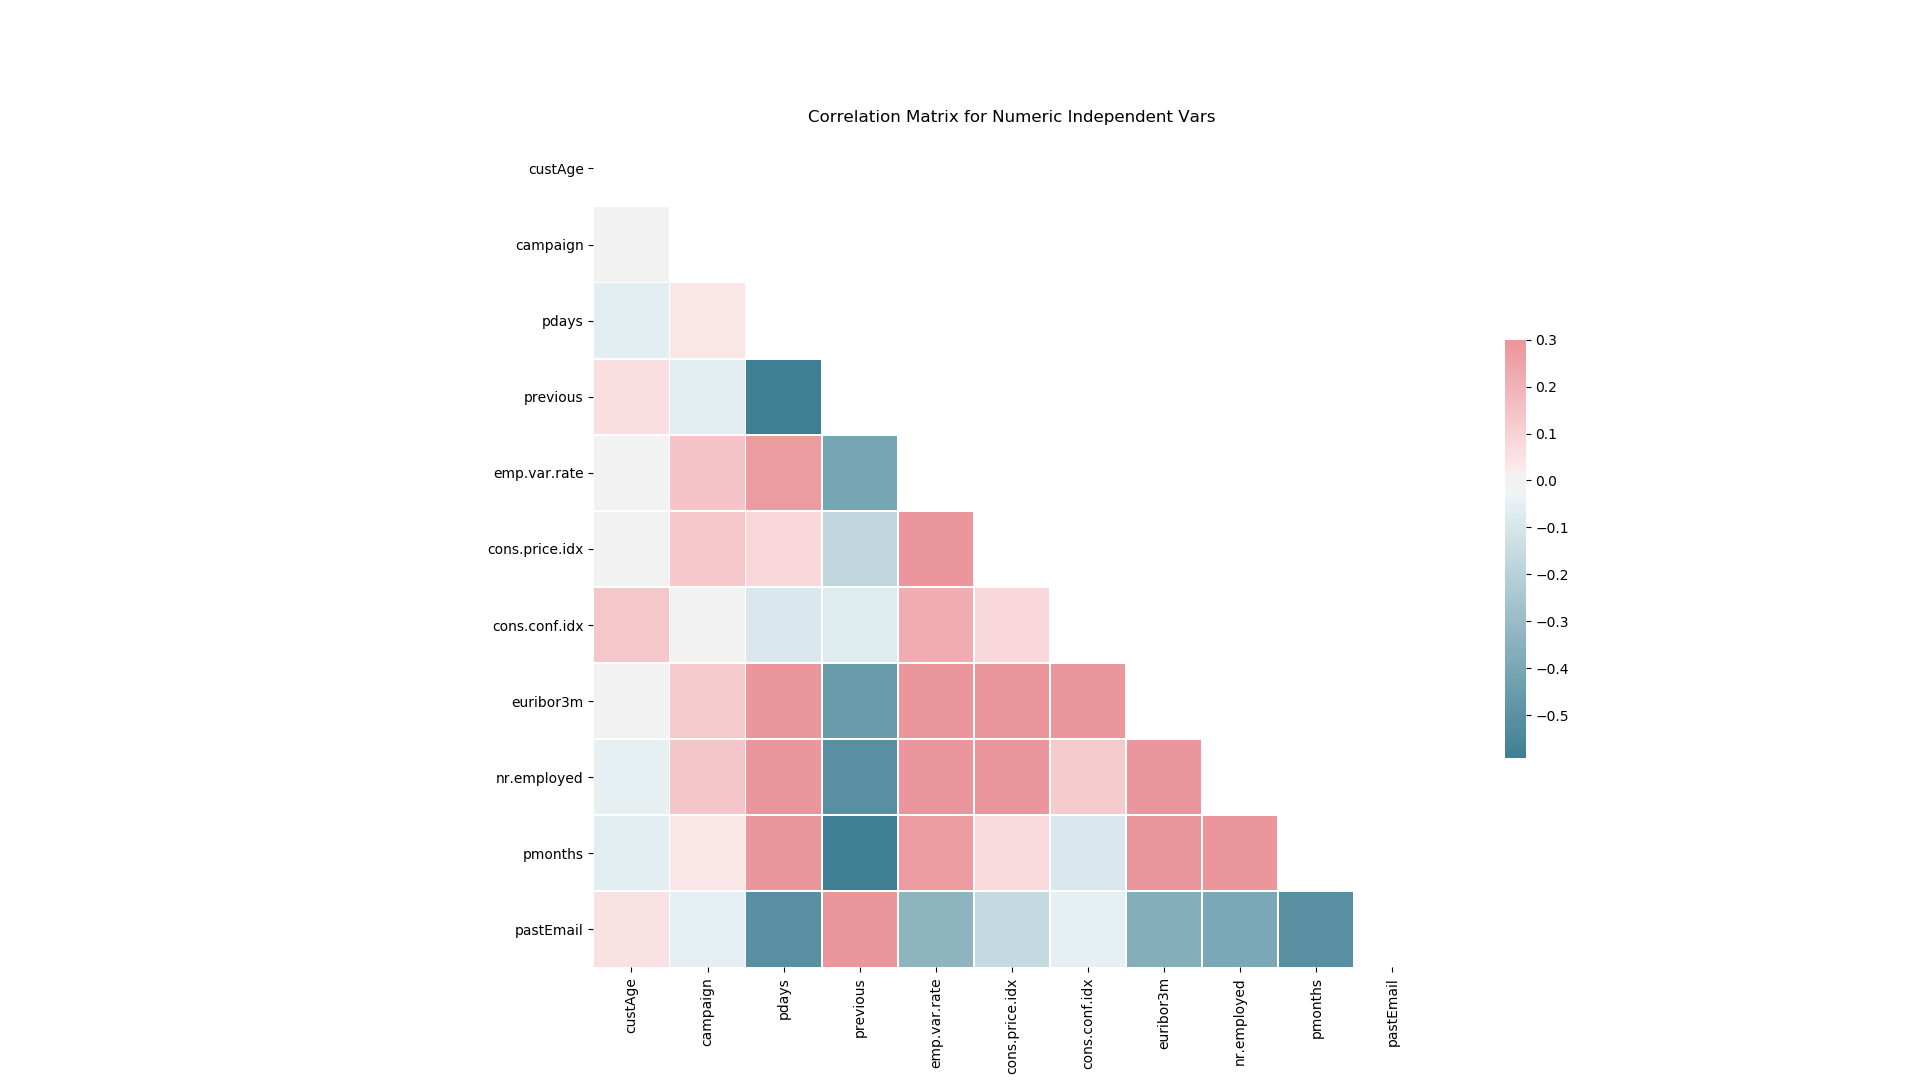 Correlation Matrix for Numeric Independent Vars
custAge
campaign
pdays
previous
emp.var.rate
cons.price.idx
cons.conf.idx
euribor3m
nr.employed
pmonths
pastEmail
custAge
campaign
pdays
previous
emp.var.rate
cons.price.idx
cons.conf.idx
euribor3m
nr.employed
pmonths
pastEmail
0.3
0.2
0.1
0.0
−0.1
−0.2
−0.3
−0.4
−0.5